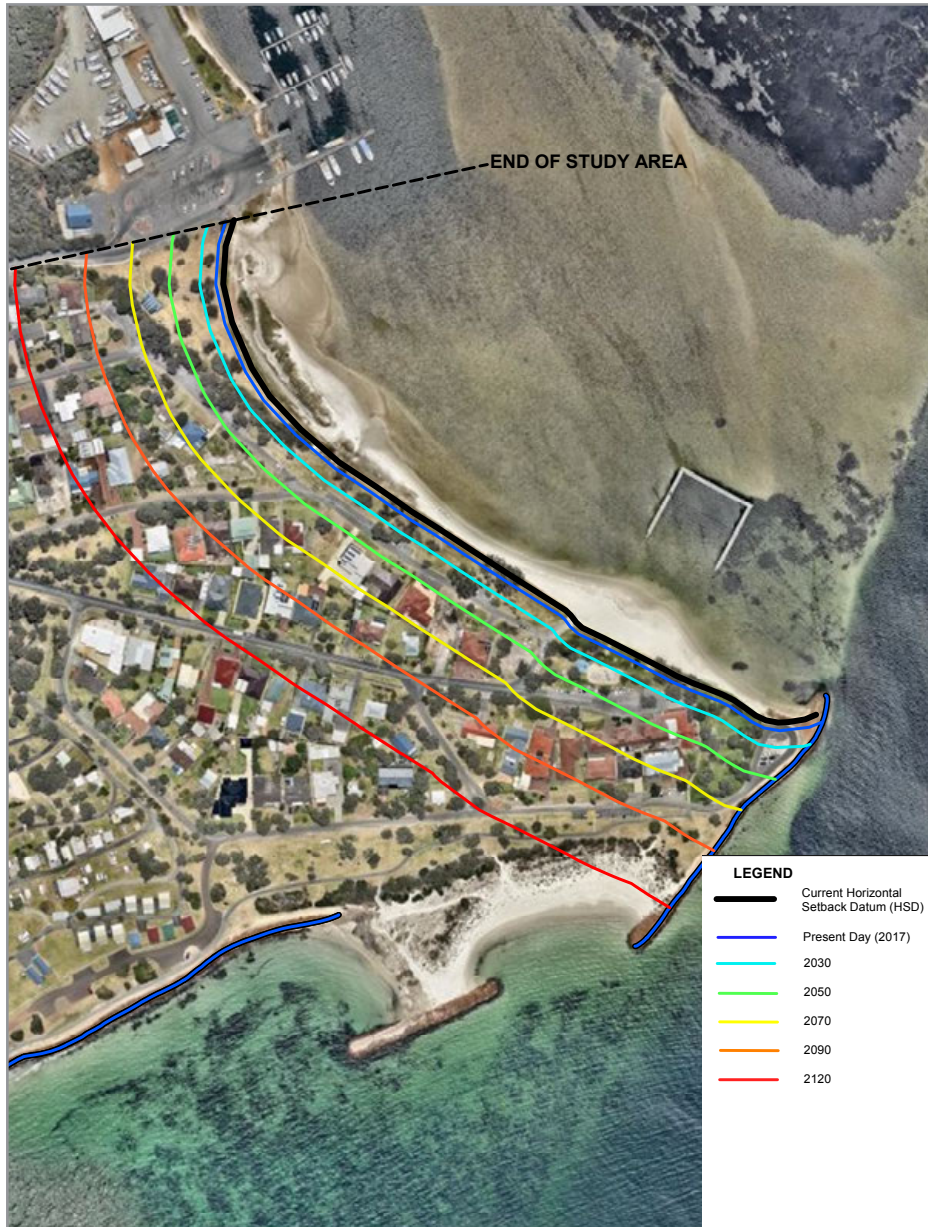 END OF STUDY AREA
LEGEND
Current Horizontal
Setback Datum (HSD)
Present Day (2017)
2030
2050
2070
2090
2120